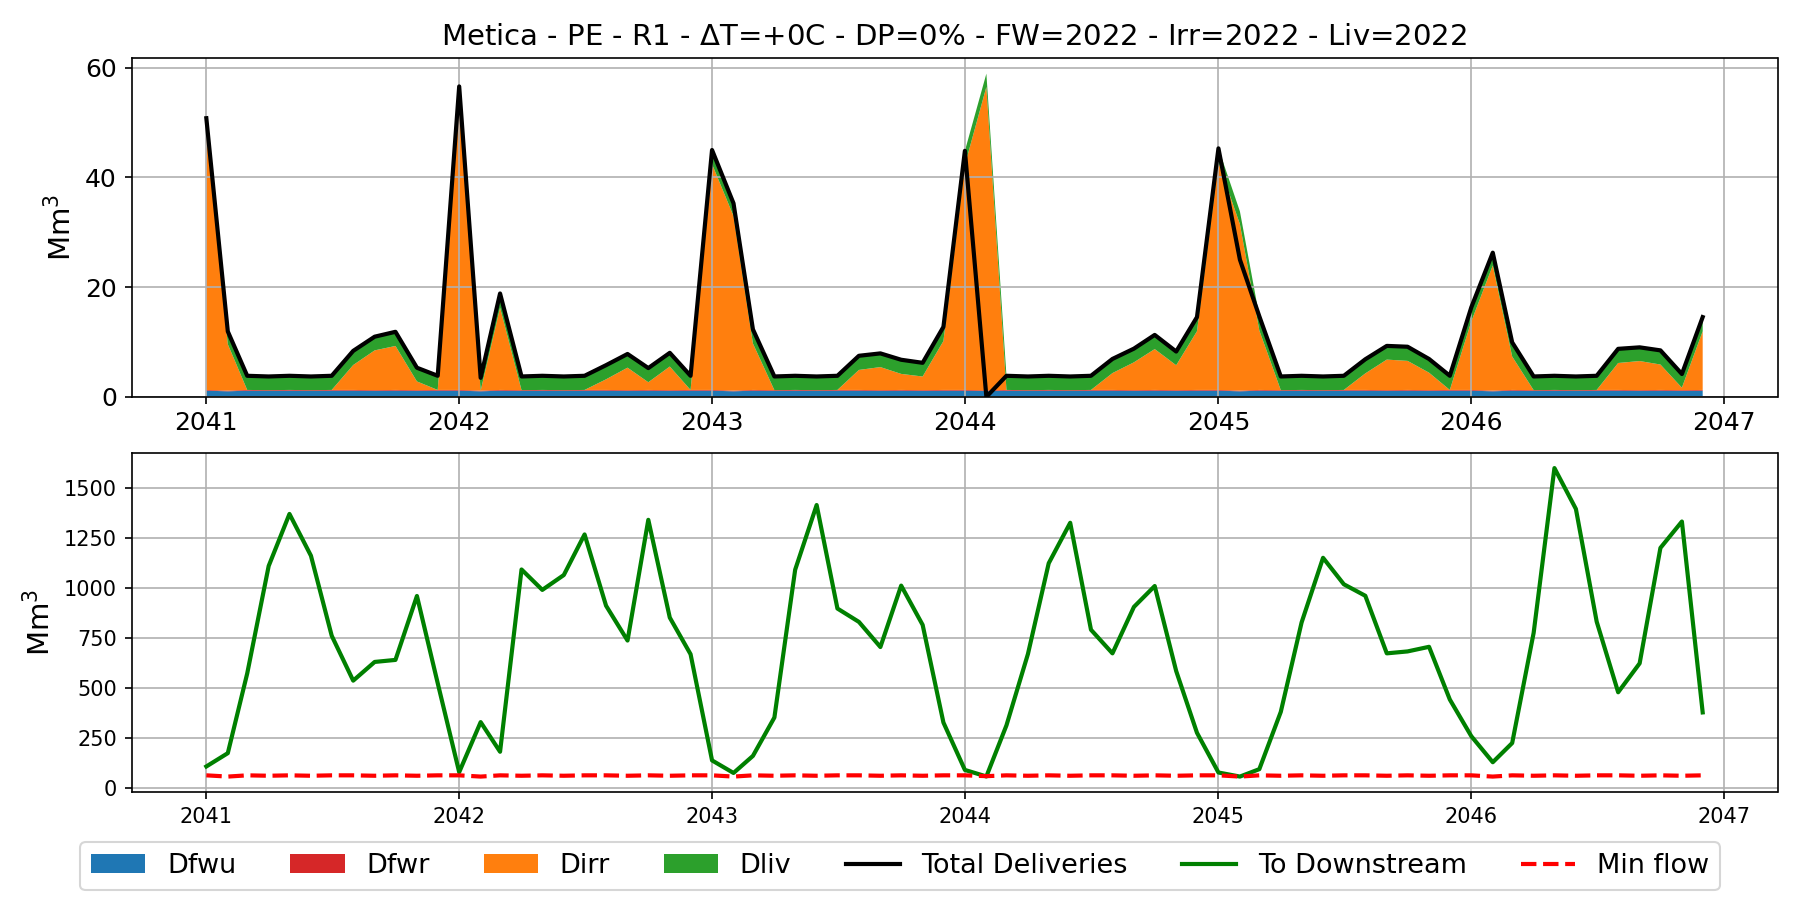 Metica - PE - R1 - ΔT=+0C - DP=0% - FW=2022 - Irr=2022 - Liv=2022
Mm³
60
40
20
0
2041 2042 2043 2044 2045 2046 2047
Mm³
1500
1250
1000
750
500
250
0
2041 2042 2043 2044 2045 2046 2047
Dfwu Dfwr Dirr Dliv Total Deliveries To Downstream Min flow